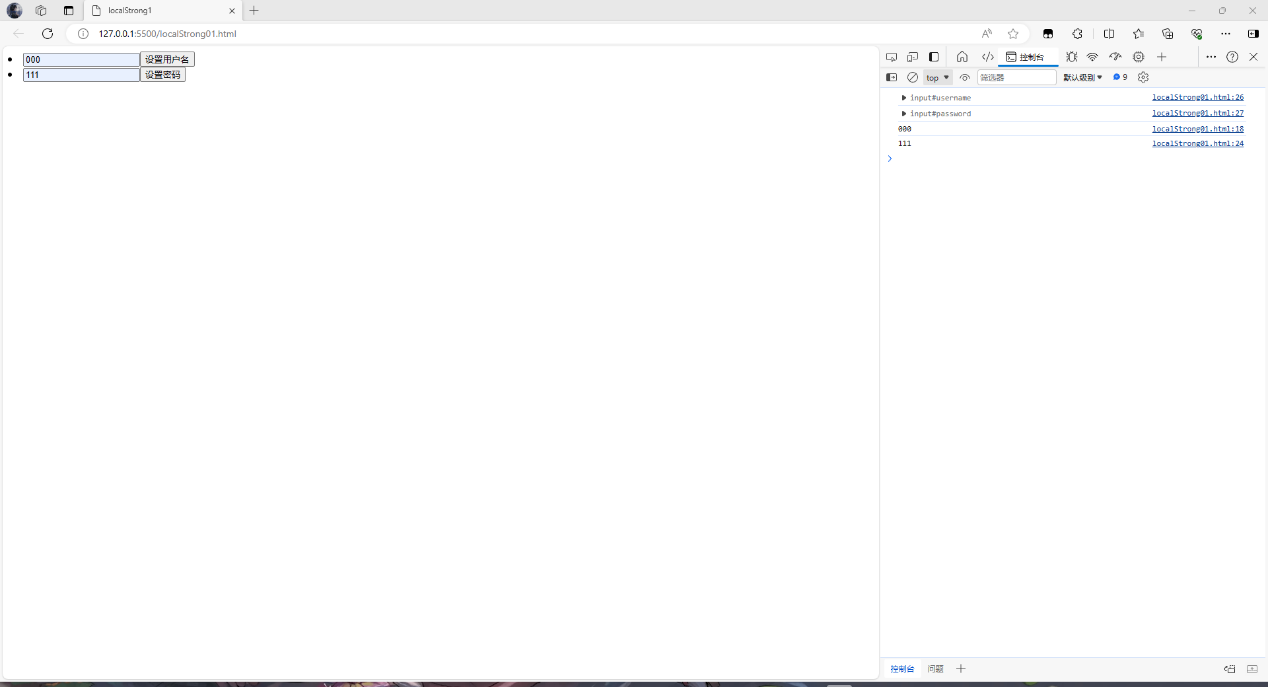 localStrong1
127.0.0.1:5500/localStrong01.html
000 设置用户名
111 设置密码
控制台
top 筛选器 默认级别 9
input#username localStrong01.html:26
input#password localStrong01.html:27
000 localStrong01.html:18
111 localStrong01.html:24
控制台 问题